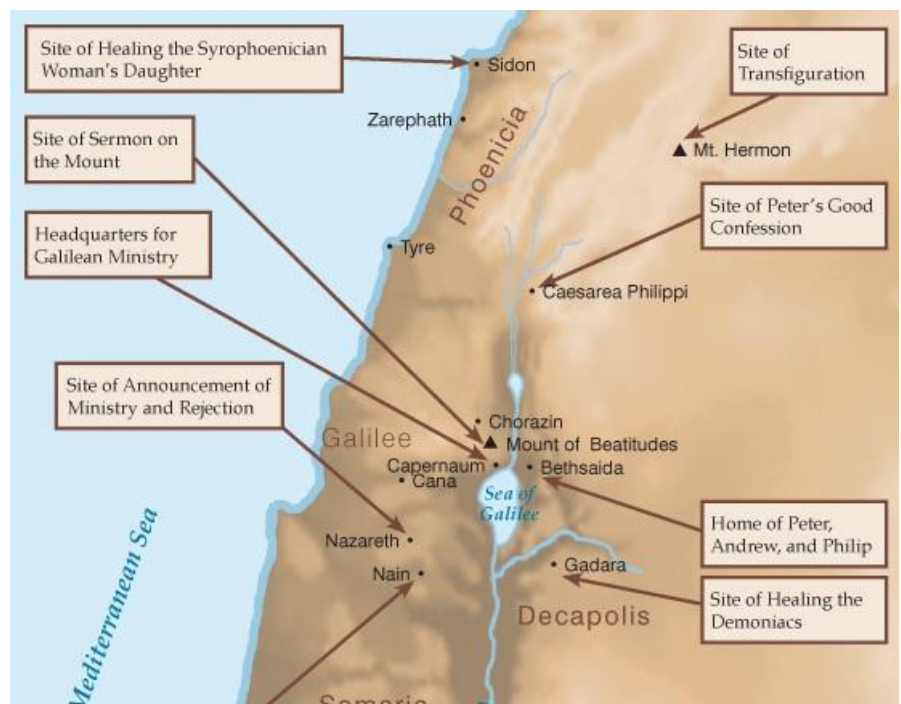 Site of Healing the Syrophoenician
Woman's Daughter
Sidon
Site of
Transfiguration
Zarephath
Site of Sermon on
the Mount
Phoenicia
Mt. Hermon
Site of Peter's Good
Confession
Headquarters for
Galilean Ministry
Tyre
Caesarea Philippi
Site of Announcement of
Ministry and Rejection
Chorazin
Galilee
Mount of Beatitudes
Capernaum
Bethsaida
Cana
Sea of
Galilee
Home of Peter,
Andrew, and Philip
Nazareth
Nain
Gadara
Site of Healing the
Demoniacs
Decapolis
Mediterranean Sea
Samaria